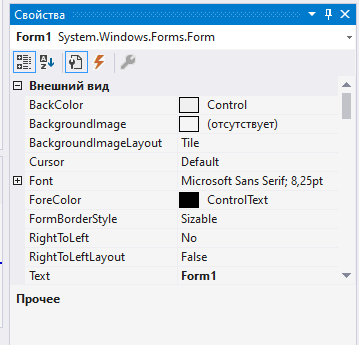 Свойства
Form1 System.Windows.Forms.Form
Внешний вид
BackColor Control
BackgroundImage (отсутствует)
BackgroundImageLayout Tile
Cursor Default
Font Microsoft Sans Serif; 8,25pt
ForeColor ControlText
FormBorderStyle Sizable
RightToLeft No
RightToLeftLayout False
Text Form1
Прочее